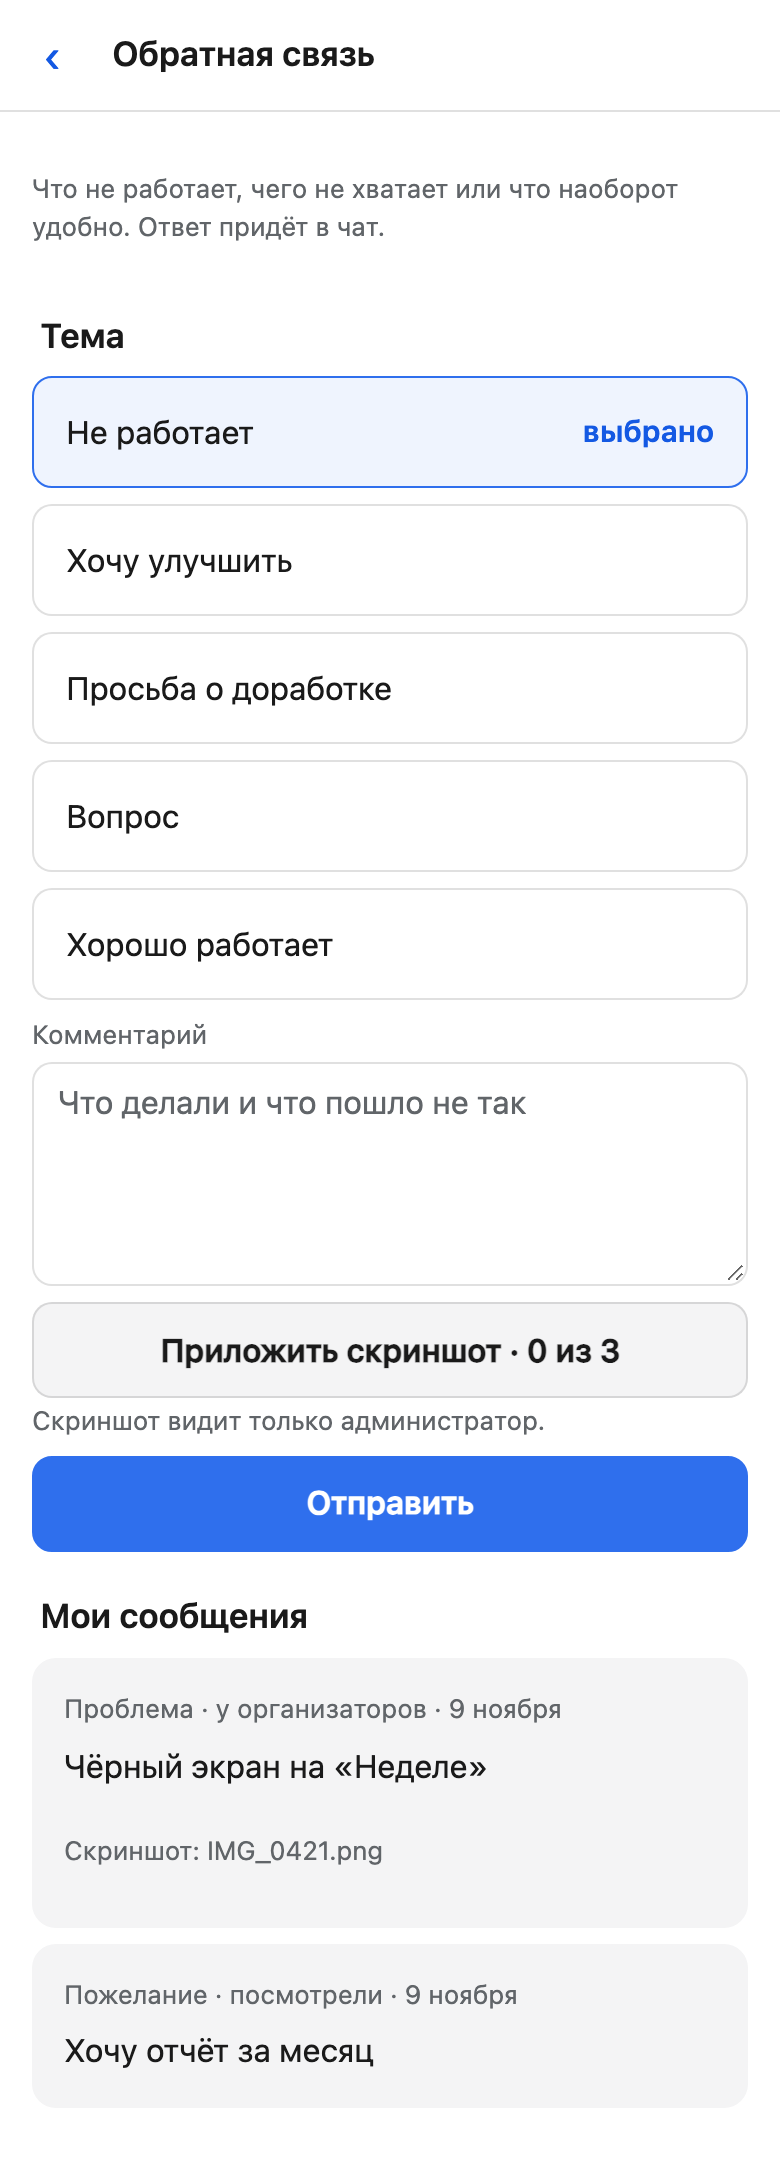 Обратная связь
Что не работает, чего не хватает или что наоборот
удобно. Ответ придёт в чат.
Тема
Не работает выбрано
Хочу улучшить
Просьба о доработке
Вопрос
Хорошо работает
Комментарий
Что делали и что пошло не так
Приложить скриншот · 0 из 3
Скриншот видит только администратор.
Отправить
Мои сообщения
Проблема · у организаторов · 9 ноября
Чёрный экран на «Неделе»
Скриншот: IMG_0421.png
Пожелание · посмотрели · 9 ноября
Хочу отчёт за месяц